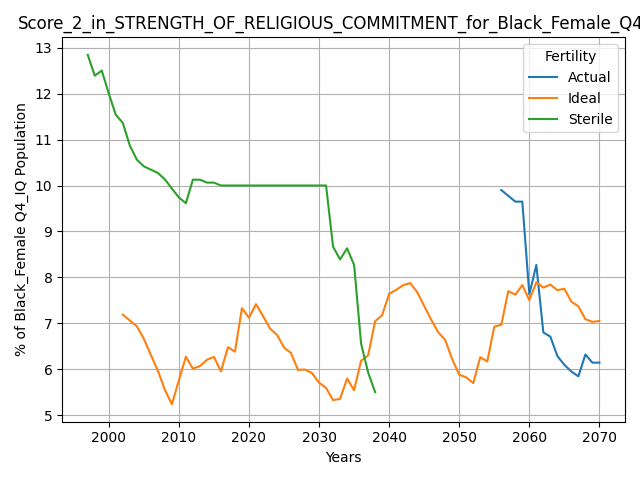 Score_2_in_STRENGTH_OF_RELIGIOUS_COMMITMENT_for_Black_Female_Q4
13
12
11
10
9
8
7
6
5
% of Black_Female Q4_IQ Population
Fertility
Actual
Ideal
Sterile
2000 2010 2020 2030 2040 2050 2060 2070
Years